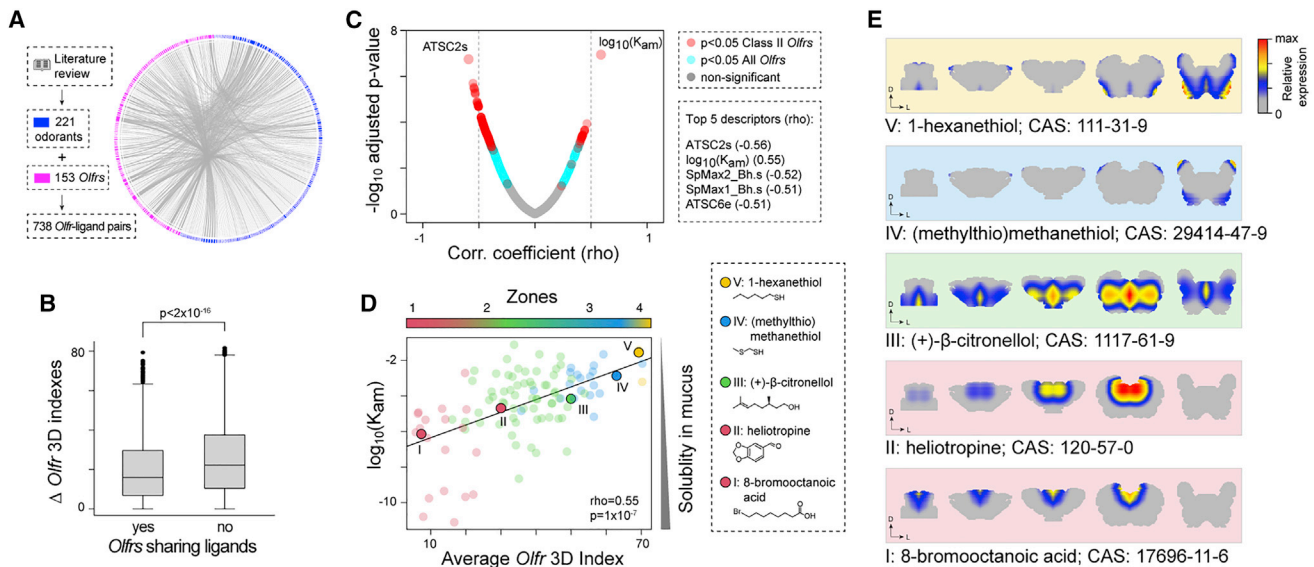 A
Literature
review
221
odorants
+
153 Olfrs
738 Olfr-ligand pairs
B
p<2x10-16
Δ Olfr 3D indexes
80
0
yes
no
Olfrs sharing ligands
C
-log10 adjusted p-value
8
0
ATSC2s
log10(Kam)
-1
0
1
Corr. coefficient (rho)
p<0.05 Class II Olfrs
p<0.05 All Olfrs
non-significant
Top 5 descriptors (rho):
ATSC2s (-0.56)
log10(Kam) (0.55)
SpMax2_Bh.s (-0.52)
SpMax1_Bh.s (-0.51)
ATSC6e (-0.51)
D
Zones
1
2
3
4
log10(Kam)
-2
-10
I
II
III
IV
V
rho=0.55
p=1x10-7
10
70
Average Olfr 3D Index
Solublity in mucus
V: 1-hexanethiol
SH
IV: (methylthio)
methanethiol
S
SH
III: (+)-β-citronellol
OH
II: heliotropine
O
O
O
I: 8-bromooctanoic
acid
Br
O
OH
E
max
0
Relative
expression
D
L
V: 1-hexanethiol; CAS: 111-31-9
D
L
IV: (methylthio)methanethiol; CAS: 29414-47-9
D
L
III: (+)-β-citronellol; CAS: 1117-61-9
D
L
II: heliotropine; CAS: 120-57-0
D
L
I: 8-bromooctanoic acid; CAS: 17696-11-6